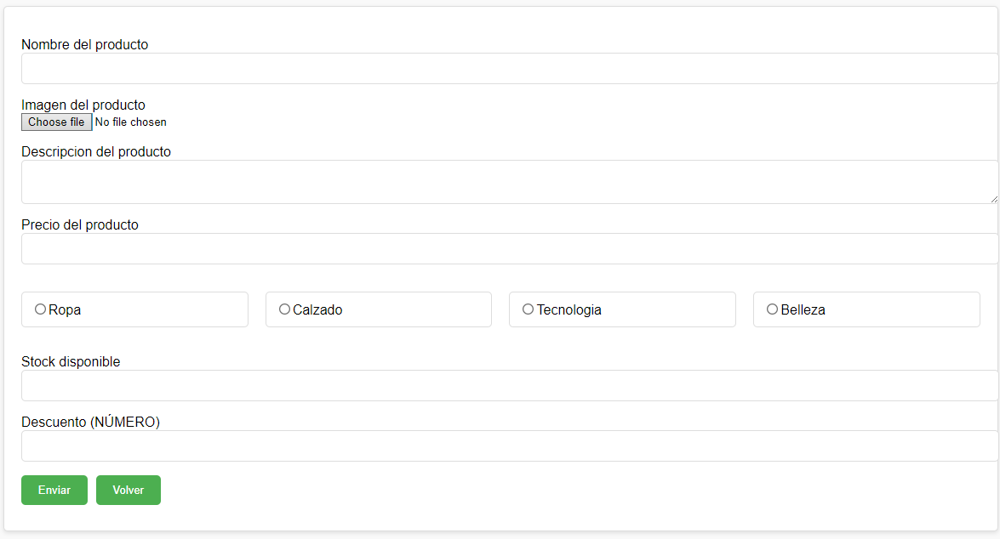 Nombre del producto
Imagen del producto
Choose file No file chosen
Descripcion del producto
Precio del producto
Ropa Calzado Tecnologia Belleza
Stock disponible
Descuento (NÚMERO)
Enviar Volver